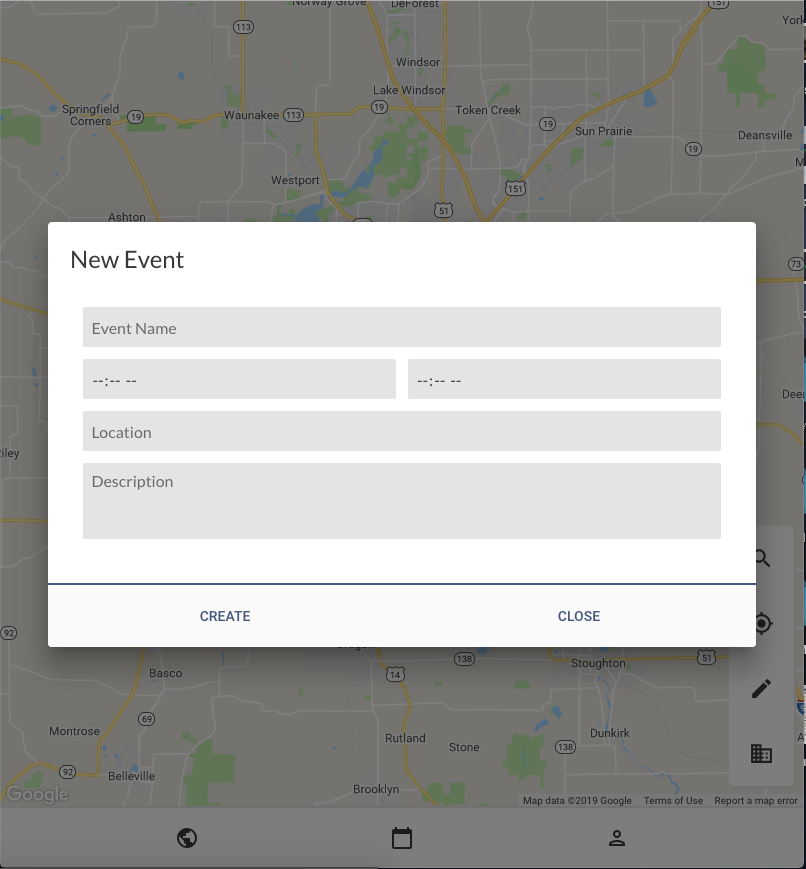 Norway Grove
DeForest
151
York
113
Windsor
Lake Windsor
Springfield
Corners
19
Waunakee
113
19
Token Creek
19
Sun Prairie
Deansville
19
Westport
151
51
Ashton
New Event
73
Event Name
--:-- --
--:-- --
Location
Description
CREATE
CLOSE
92
138
Stoughton
51
Basco
14
69
Montrose
Rutland
Stone
138
Dunkirk
92
Belleville
Brooklyn
Google
Map data ©2019 Google
Terms of Use
Report a map error